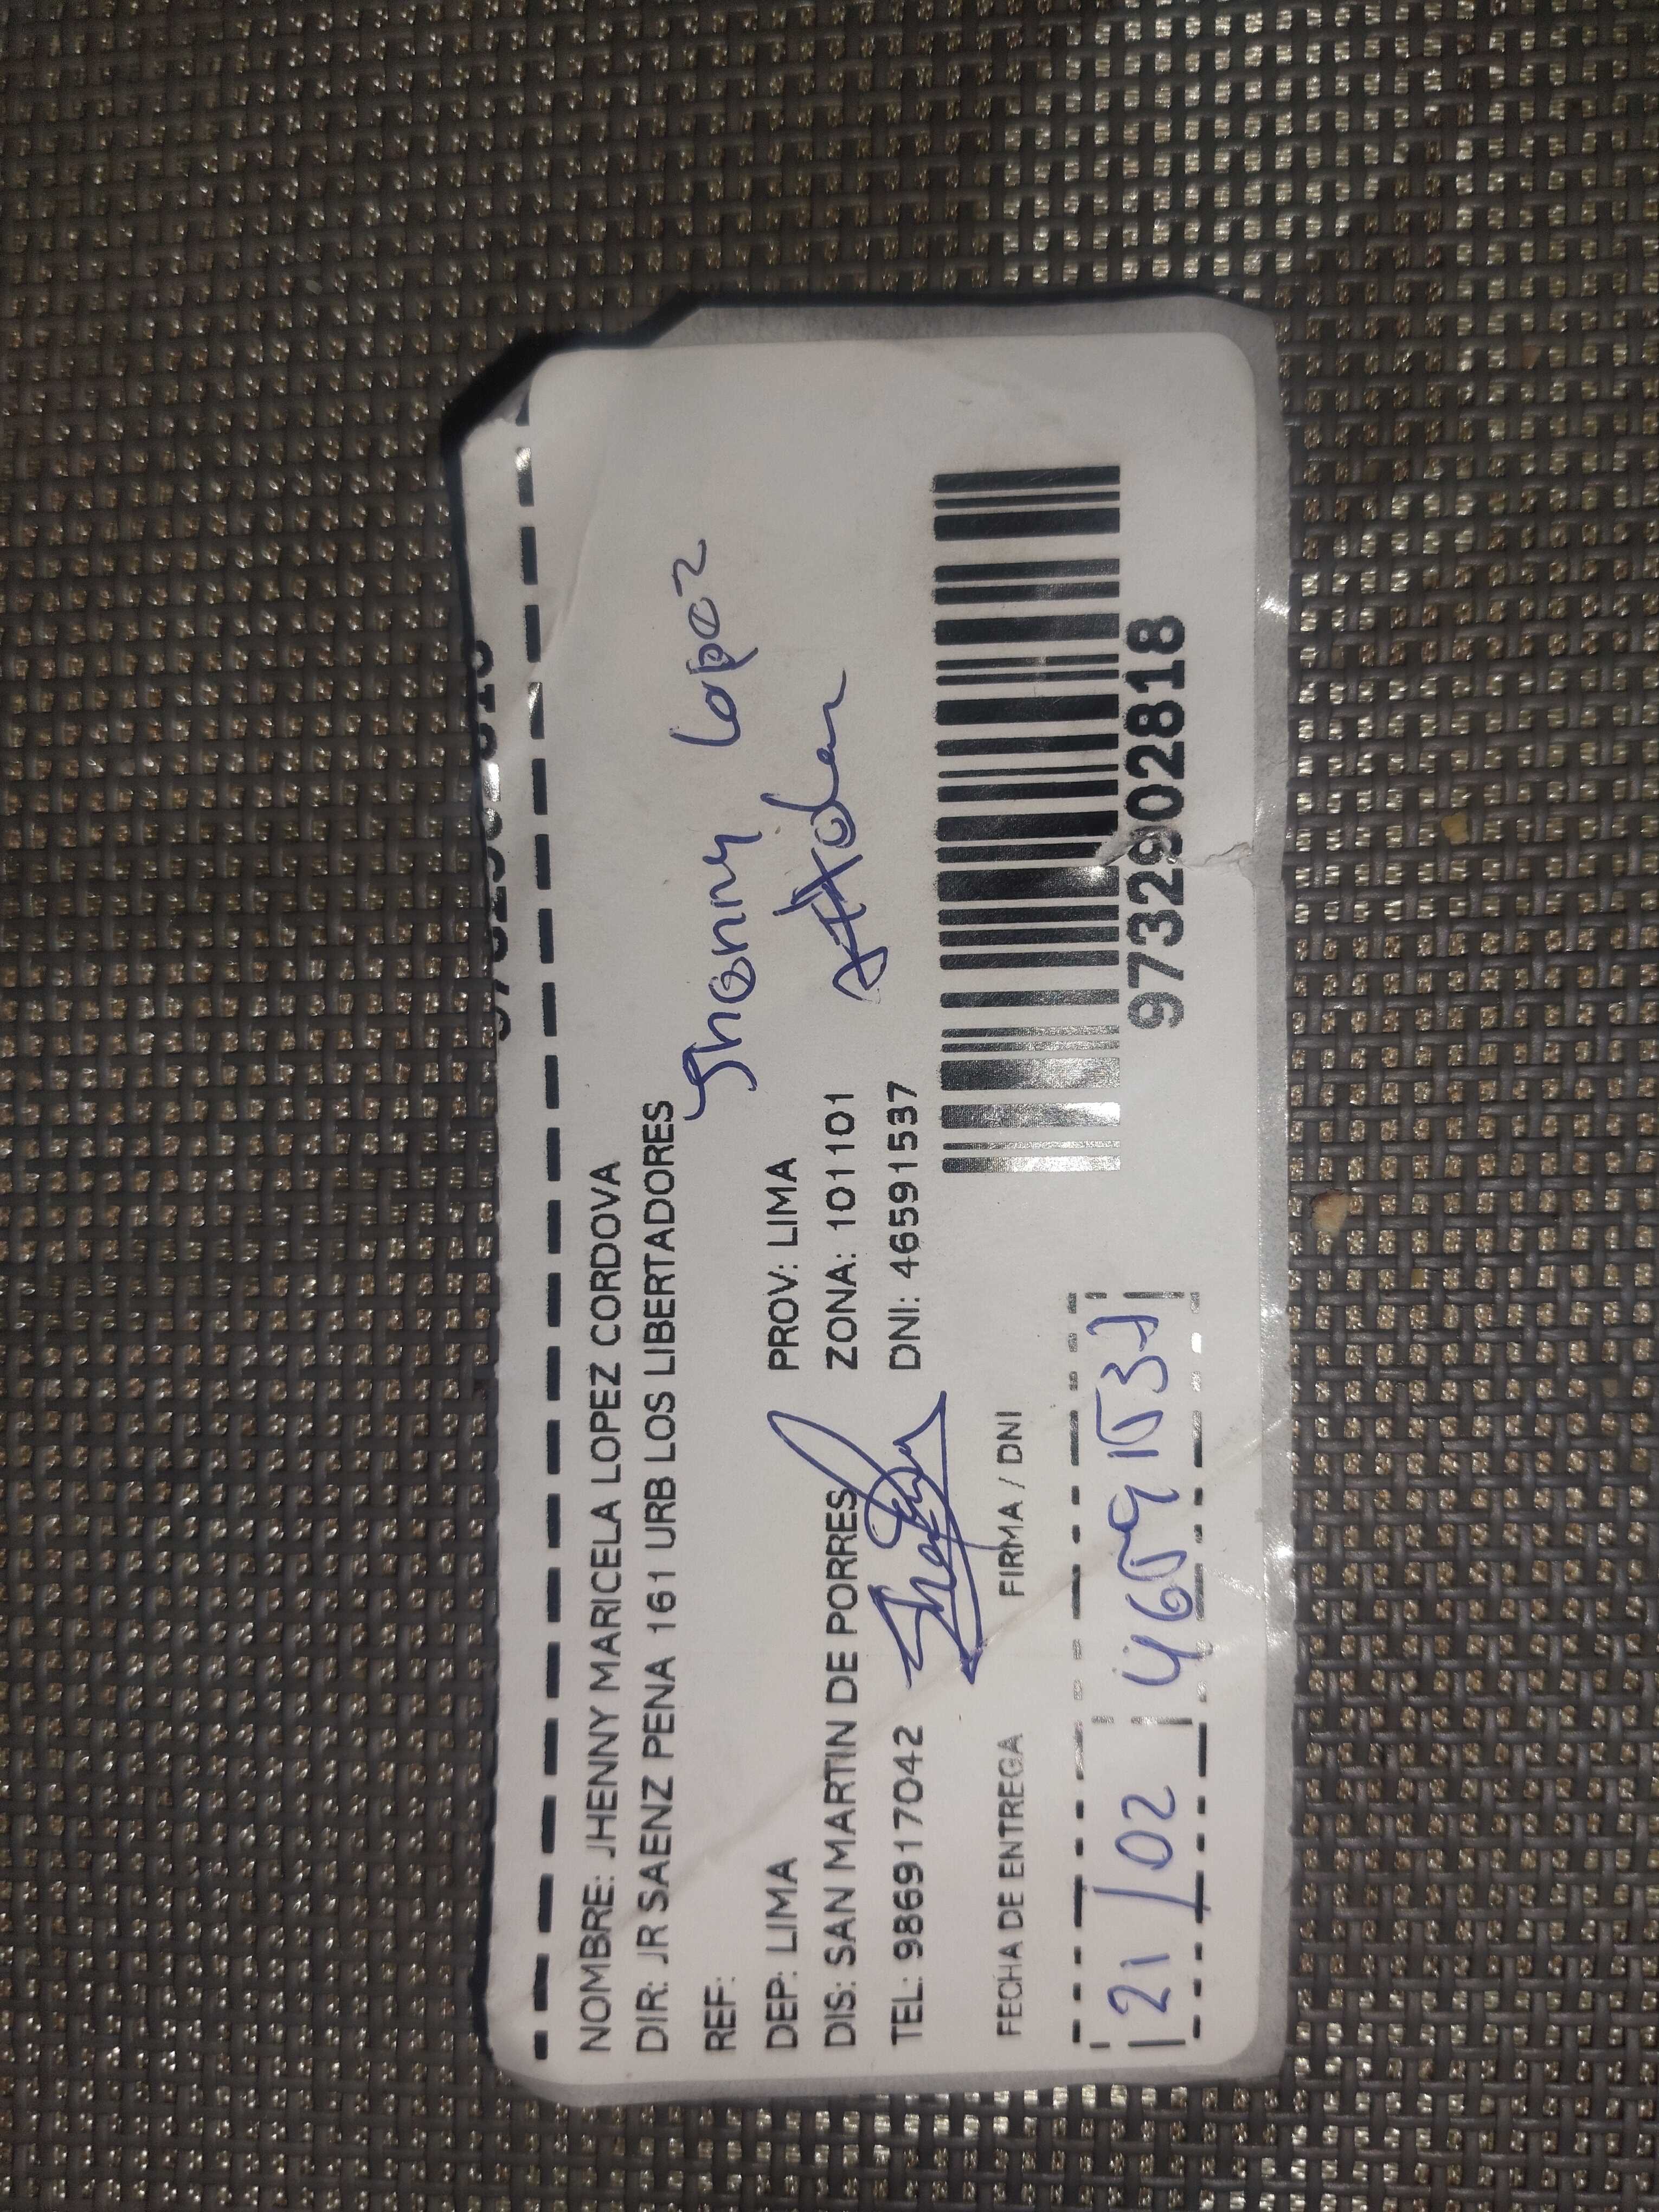 NOMBRE: JHENNY MARICELA LOPEZ CORDOVA
DIR: JR SAENZ PENA 161 URB LOS LIBERTADORES
Jhenny Lopez
REF:
DEP: LIMA PROV: LIMA
DIS: SAN MARTIN DE PORRES ZONA: 101101
TEL: 986917042 DNI: 46591537
FECHA DE ENTREGA FIRMA / DNI
21/02 46591537
9732902818